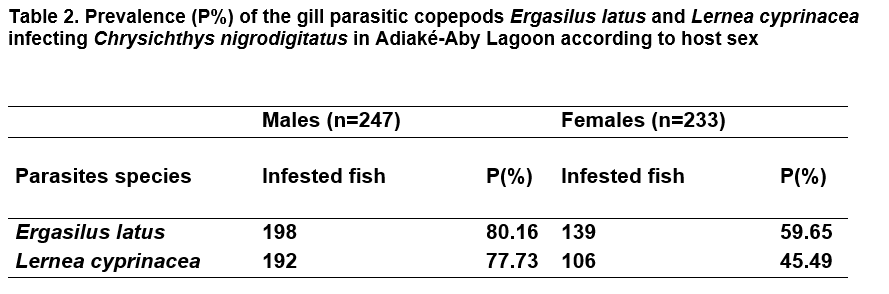 Table 2. Prevalence (P%) of the gill parasitic copepods Ergasilus latus and Lernea cyprinacea
infecting Chrysichthys nigrodigitatus in Adiaké-Aby Lagoon according to host sex
Males (n=247) Females (n=233)
Parasites species Infested fish P(%) Infested fish P(%)
Ergasilus latus 198 80.16 139 59.65
Lernea cyprinacea 192 77.73 106 45.49